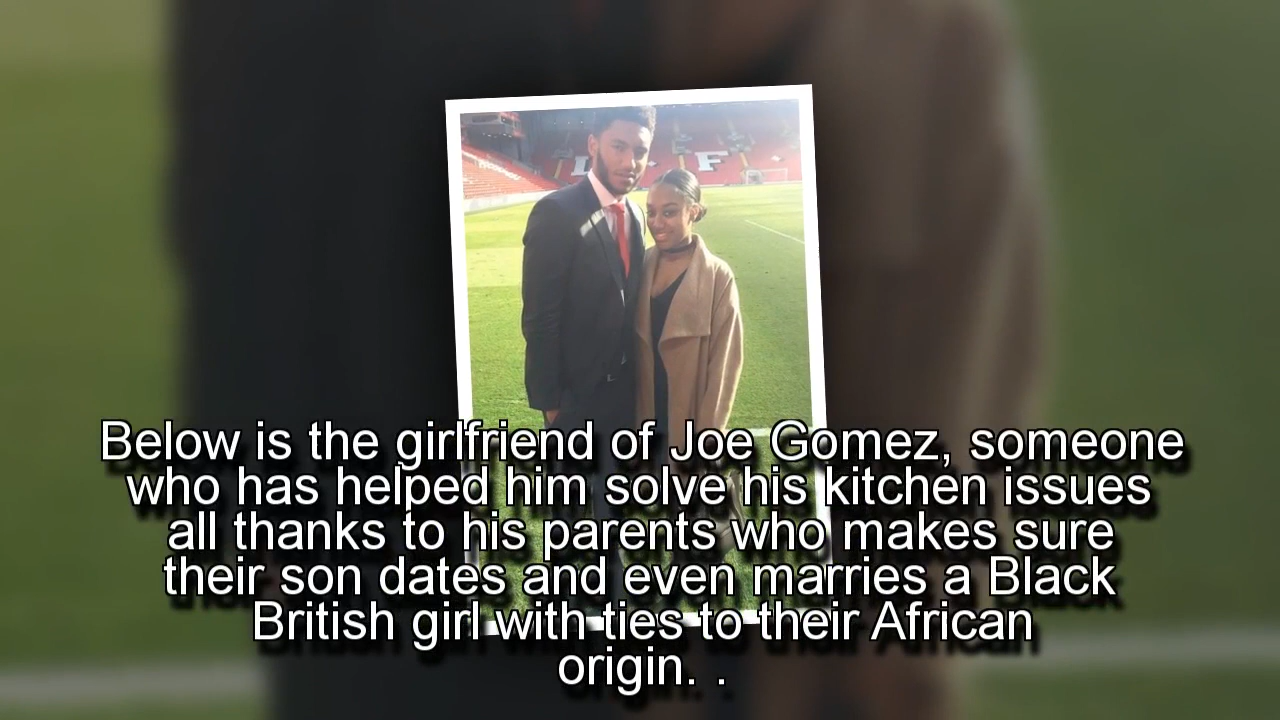 L F
Below is the girlfriend of Joe Gomez, someone
who has helped him solve his kitchen issues
all thanks to his parents who makes sure
their son dates and even marries a Black
British girl with ties to their African
origin. .